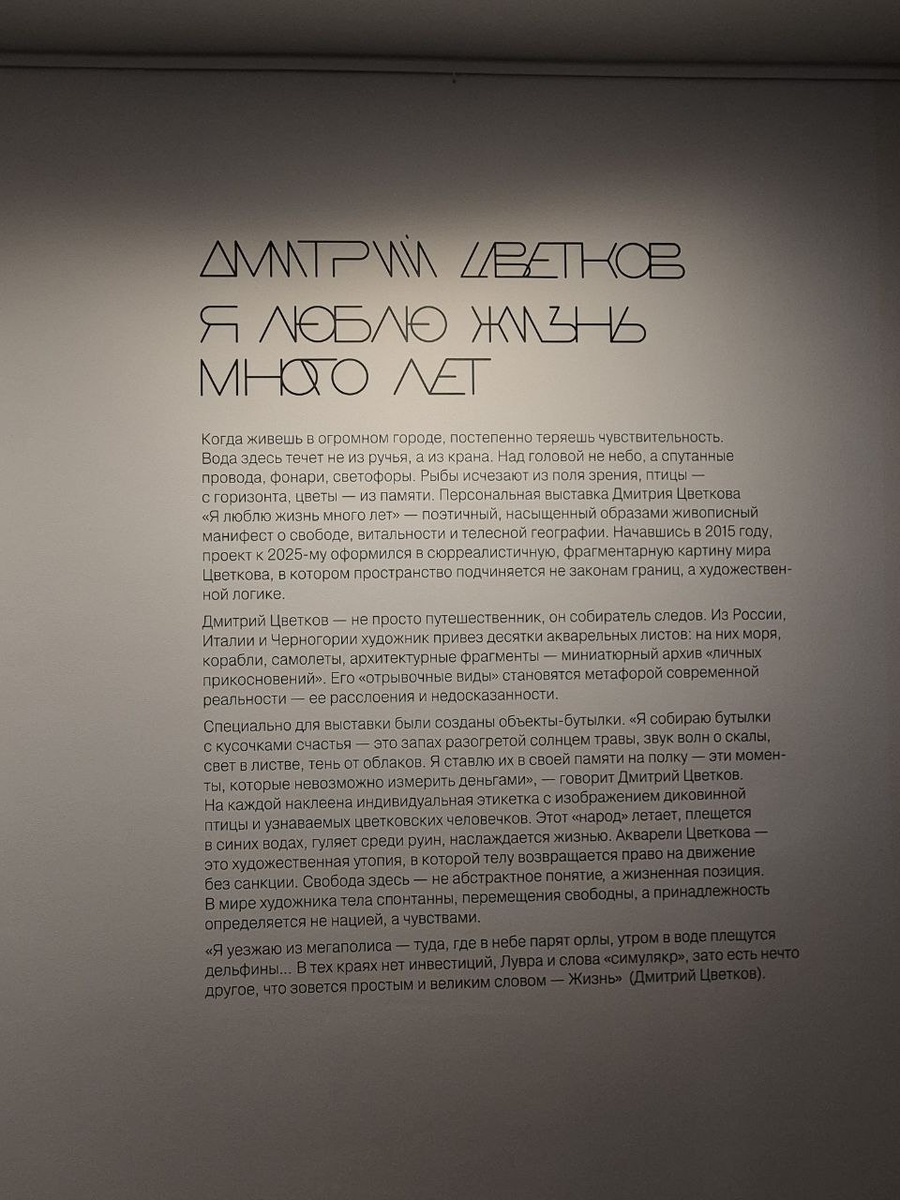 ДМИТРИЙ ЦВЕТКОВ
Я ЛЮБЛЮ ЖИЗНЬ
МНОГО ЛЕТ
Когда живешь в огромном городе, постепенно теряешь чувствительность.
Вода здесь течет не из ручья, а из крана. Над головой не небо, а спутанные
провода, фонари, светофоры. Рыбы исчезают из поля зрения, птицы —
с горизонта, цветы — из памяти. Персональная выставка Дмитрия Цветкова
«Я люблю жизнь много лет» — поэтичный, насыщенный образами живописный
манифест о свободе, витальности и телесной географии. Начавшись в 2015 году,
проект к 2025-му оформился в сюрреалистичную, фрагментарную картину мира
Цветкова, в котором пространство подчиняется не законам границ, а художествен-
ной логике.
Дмитрий Цветков — не просто путешественник, он собиратель следов. Из России,
Италии и Черногории художник привез десятки акварельных листов: на них моря,
корабли, самолеты, архитектурные фрагменты — миниатюрный архив «личных
прикосновений». Его «отрывочные виды» становятся метафорой современной
реальности — ее расслоения и недосказанности.
Специально для выставки были созданы объекты-бутылки. «Я собираю бутылки
с кусочками счастья — это запах разогретой солнцем травы, звук волн о скалы,
свет в листве, тень от облаков. Я ставлю их в своей памяти на полку — эти момен-
ты, которые невозможно измерить деньгами», — говорит Дмитрий Цветков.
На каждой наклеена индивидуальная этикетка с изображением диковинной
птицы и узнаваемых цветковских человечков. Этот «народ» летает, плещется
в синих водах, гуляет среди руин, наслаждается жизнью. Акварели Цветкова —
это художественная утопия, в которой телу возвращается право на движение
без санкции. Свобода здесь — не абстрактное понятие, а жизненная позиция.
В мире художника тела спонтанны, перемещения свободны, а принадлежность
определяется не нацией, а чувствами.
«Я уезжаю из мегаполиса — туда, где в небе парят орлы, утром в воде плещутся
дельфины... В тех краях нет инвестиций, Лувра и слова «симулякр», зато есть нечто
другое, что зовется простым и великим словом — Жизнь» (Дмитрий Цветков).